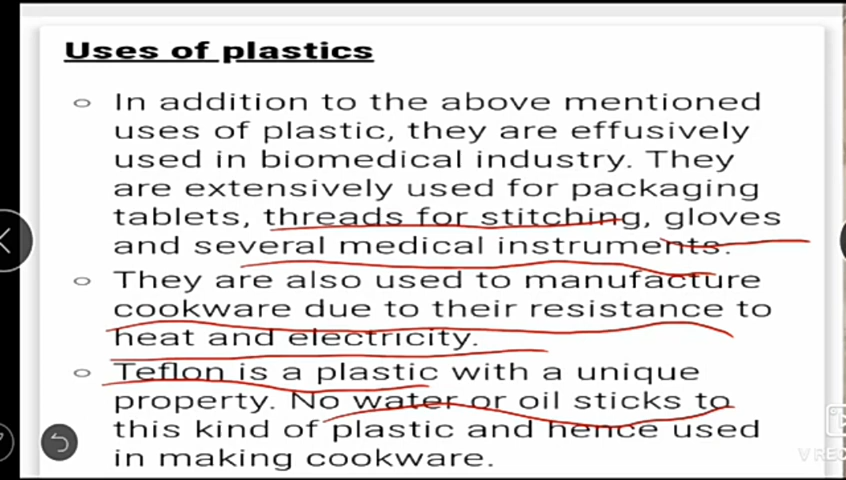 Uses of plastics
○ In addition to the above mentioned
uses of plastic, they are effusively
used in biomedical industry. They
are extensively used for packaging
tablets, threads for stitching, gloves
and several medical instruments.
○ They are also used to manufacture
cookware due to their resistance to
heat and electricity.
○ Teflon is a plastic with a unique
property. No water or oil sticks to
this kind of plastic and hence used
in making cookware.
V REC